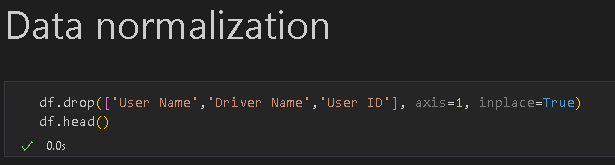 Data normalization
df.drop(['User Name','Driver Name','User ID'], axis=1, inplace=True)
df.head()
✓ 0.0s